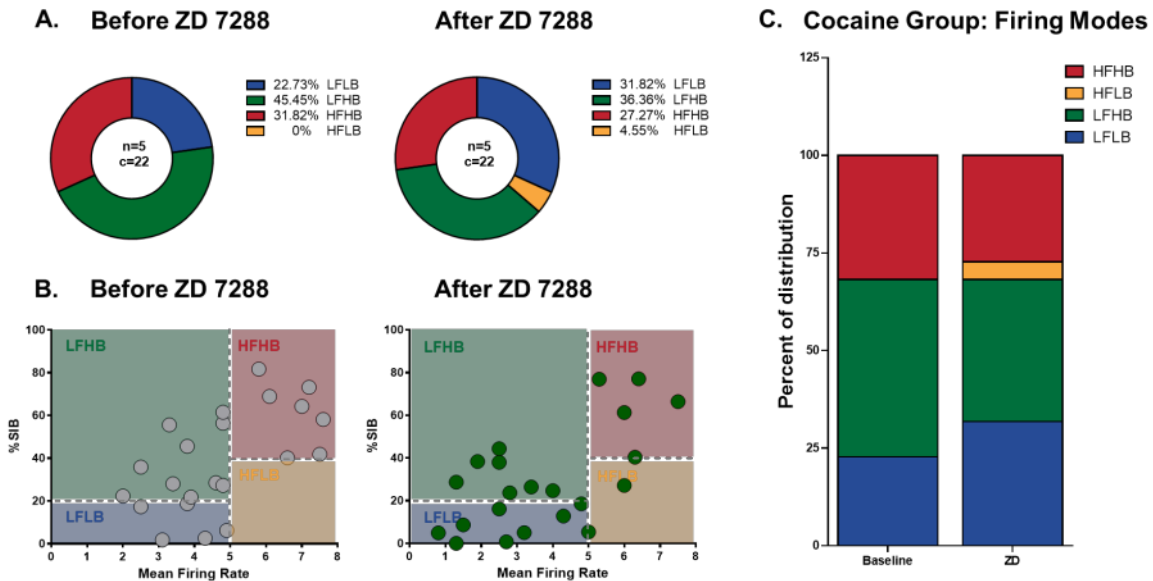 A.
Before ZD 7288
After ZD 7288
22.73% LFLB
45.45% LFHB
31.82% HFHB
0% HFLB
n=5
c=22
31.82% LFLB
36.36% LFHB
27.27% HFHB
4.55% HFLB
n=5
c=22
B.
Before ZD 7288
After ZD 7288
%SIB
100
80
60
40
20
0
LFHB
HFHB
HFLB
LFLB
0 1 2 3 4 5 6 7 8
Mean Firing Rate
%SIB
100
80
60
40
20
0
LFHB
HFHB
HFLB
LFLB
0 1 2 3 4 5 6 7 8
Mean Firing Rate
C. Cocaine Group: Firing Modes
HFHB
HFLB
LFHB
LFLB
Percent of distribution
125
100
75
50
25
0
Baseline ZD